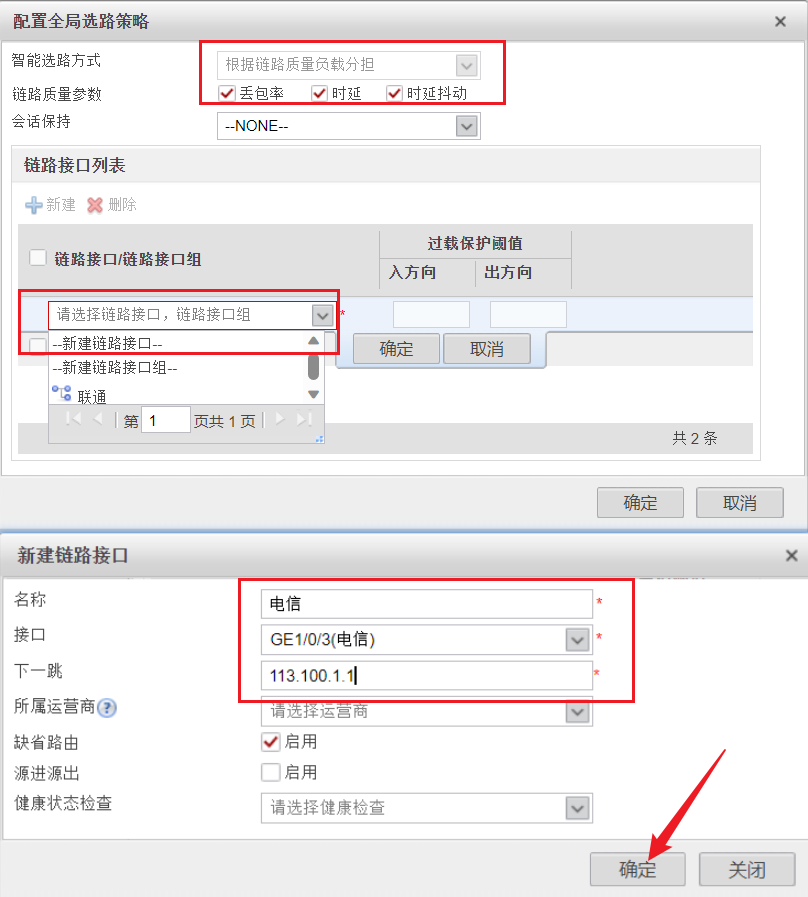 配置全局选路策略
智能选路方式 根据链路质量负载分担
链路质量参数 丢包率 时延 时延抖动
会话保持 --NONE--
链路接口列表
新建 删除
链路接口/链路接口组 过载保护阈值
入方向 出方向
请选择链路接口，链路接口组 *
--新建链路接口--
确定 取消
--新建链路接口组--
联通
第 1 页共 1 页
共 2 条
确定 取消
新建链路接口
名称 电信 *
接口 GE1/0/3(电信) *
下一跳 113.100.1.1 *
所属运营商 ? 请选择运营商
缺省路由 启用
源进源出 启用
健康状态检查 请选择健康检查
确定 关闭